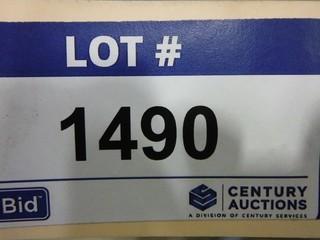 LOT #
1490
Bid
CENTURY
AUCTIONS
A DIVISION OF CENTURY SERVICES